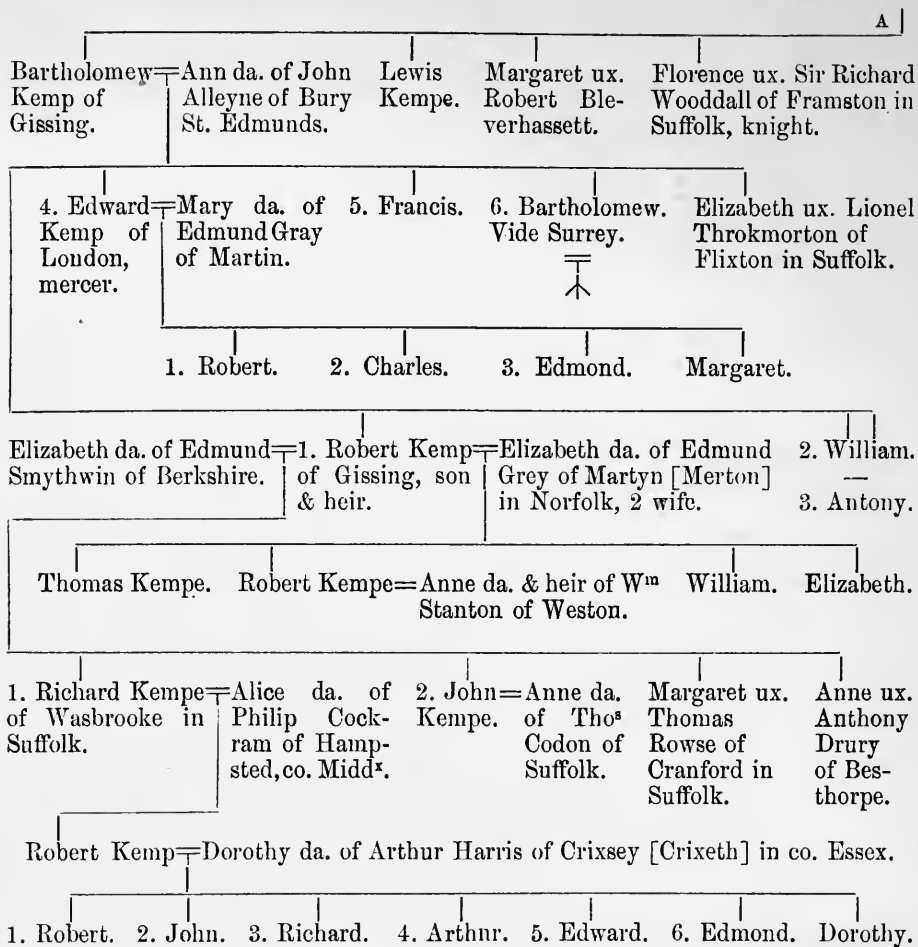 A
Bartholomew Ann da. of John Lewis Margaret ux. Florence ux. Sir Richard
Kemp of Alleyne of Bury Kempe. Robert Ble- Wooddall of Framston in
Gissing. St. Edmunds. verhassett. Suffolk, knight.
4. Edward Mary da. of 5. Francis. 6. Bartholomew. Elizabeth ux. Lionel
Kemp of Edmund Gray Vide Surrey. Throkmorton of
London, of Martin. Flixton in Suffolk.
mercer.
1. Robert. 2. Charles. 3. Edmond. Margaret.
Elizabeth da. of Edmund 1. Robert Kemp Elizabeth da. of Edmund 2. William.
Smythwin of Berkshire. of Gissing, son Grey of Martyn [Merton] —
& heir. in Norfolk, 2 wife. 3. Antony.
Thomas Kempe. Robert Kempe = Anne da. & heir of Wᵐ William. Elizabeth.
Stanton of Weston.
1. Richard Kempe Alice da. of 2. John = Anne da. Margaret ux. Anne ux.
of Wasbrooke in Philip Cock- Kempe. of Thoˢ Thomas Anthony
Suffolk. ram of Hamp- Codon of Rowse of Drury
sted, co. Middˣ. Suffolk. Cranford in of Bes-
Suffolk. thorpe.
Robert Kemp Dorothy da. of Arthur Harris of Crixsey [Crixeth] in co. Essex.
1. Robert. 2. John. 3. Richard. 4. Arthur. 5. Edward. 6. Edmond. Dorothy.